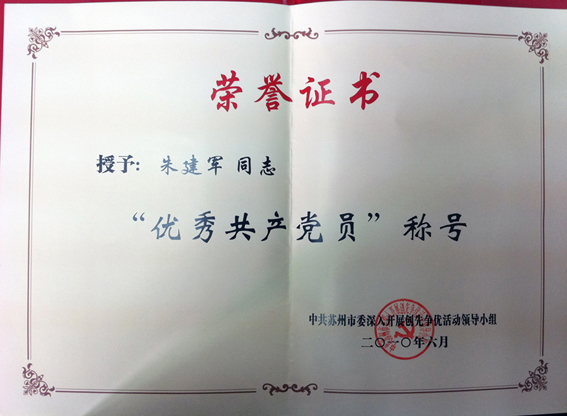 荣誉证书
授予：朱建军 同志
“优秀共产党员”称号
中共苏州市委深入开展创先争优活动领导小组
二〇一〇年六月